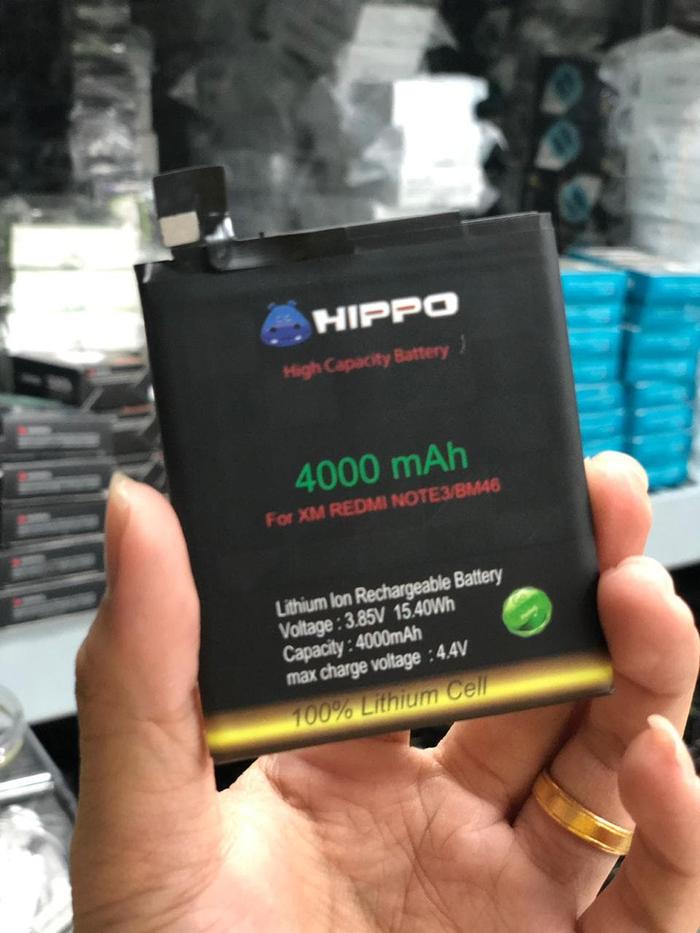 HIPPO
High Capacity Battery
4000 mAh
For XM REDMI NOTE3/BM46
Lithium Ion Rechargeable Battery
Voltage : 3.85V 15.40Wh
Capacity : 4000mAh
max charge voltage : 4.4V
100% Lithium Cell